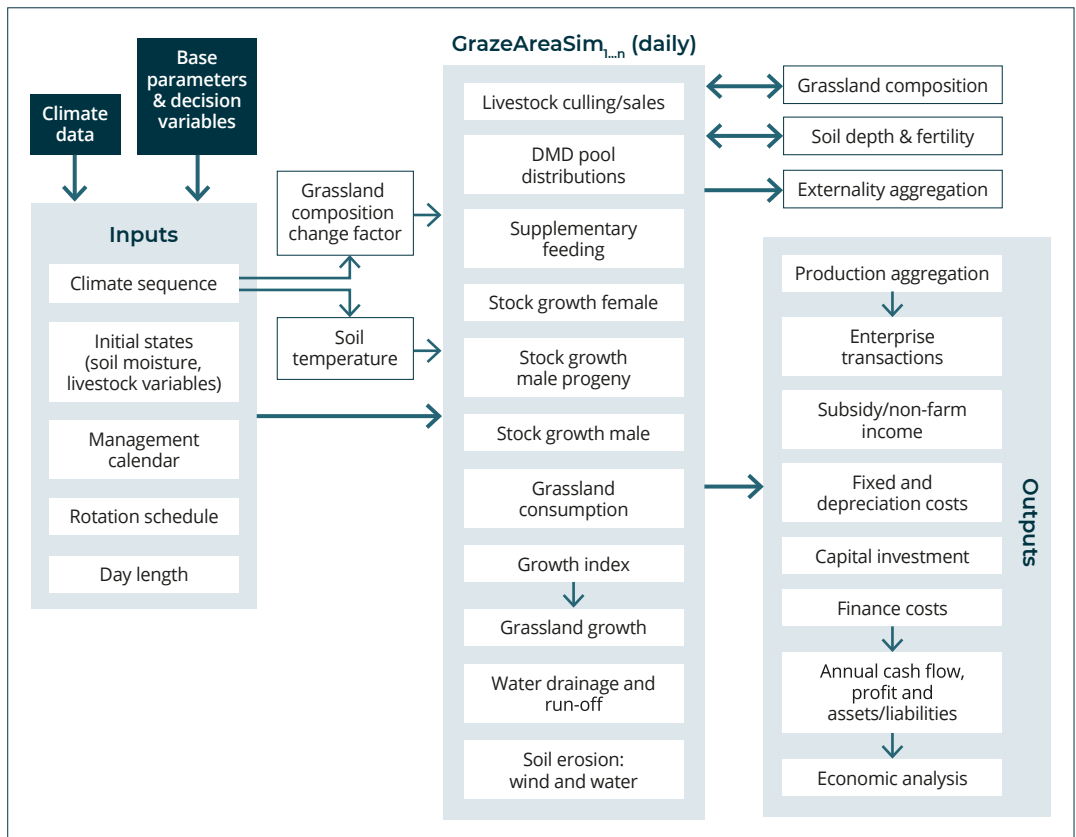 Climate
data
Base
parameters
& decision
variables
Inputs
Climate sequence
Initial states
(soil moisture,
livestock variables)
Management
calendar
Rotation schedule
Day length
Grassland
composition
change factor
Soil
temperature
GrazeAreaSim1...n (daily)
Livestock culling/sales
DMD pool
distributions
Supplementary
feeding
Stock growth female
Stock growth
male progeny
Stock growth male
Grassland
consumption
Growth index
Grassland growth
Water drainage and
run-off
Soil erosion:
wind and water
Grassland composition
Soil depth & fertility
Externality aggregation
Production aggregation
Enterprise
transactions
Subsidy/non-farm
income
Fixed and
depreciation costs
Capital investment
Finance costs
Annual cash flow,
profit and
assets/liabilities
Economic analysis
Outputs